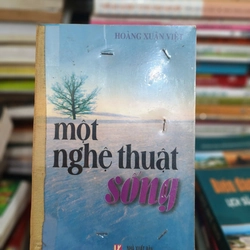 HOÀNG XUÂN VIỆT
một
nghệ thuật
sống